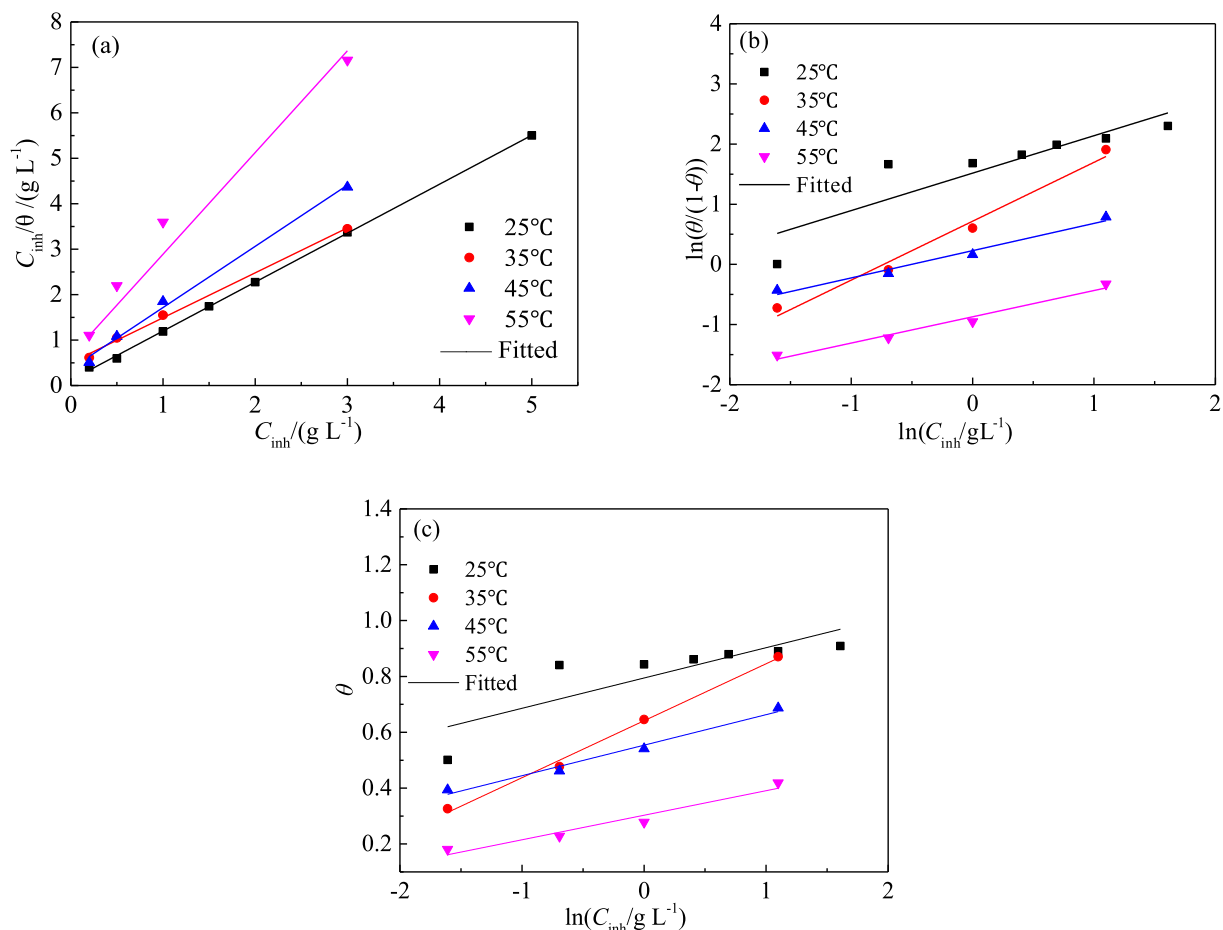 (a)
C_inh/θ /(g L⁻¹)
8
7
6
5
4
3
2
1
0
25℃
35℃
45℃
55℃
Fitted
0 1 2 3 4 5
C_inh/(g L⁻¹)
(b)
ln(θ/(1-θ))
4
3
2
1
0
-1
-2
25℃
35℃
45℃
55℃
Fitted
-2 -1 0 1 2
ln(C_inh/gL⁻¹)
(c)
θ
1.4
1.2
1.0
0.8
0.6
0.4
0.2
25℃
35℃
45℃
55℃
Fitted
-2 -1 0 1 2
ln(C_inh/g L⁻¹)